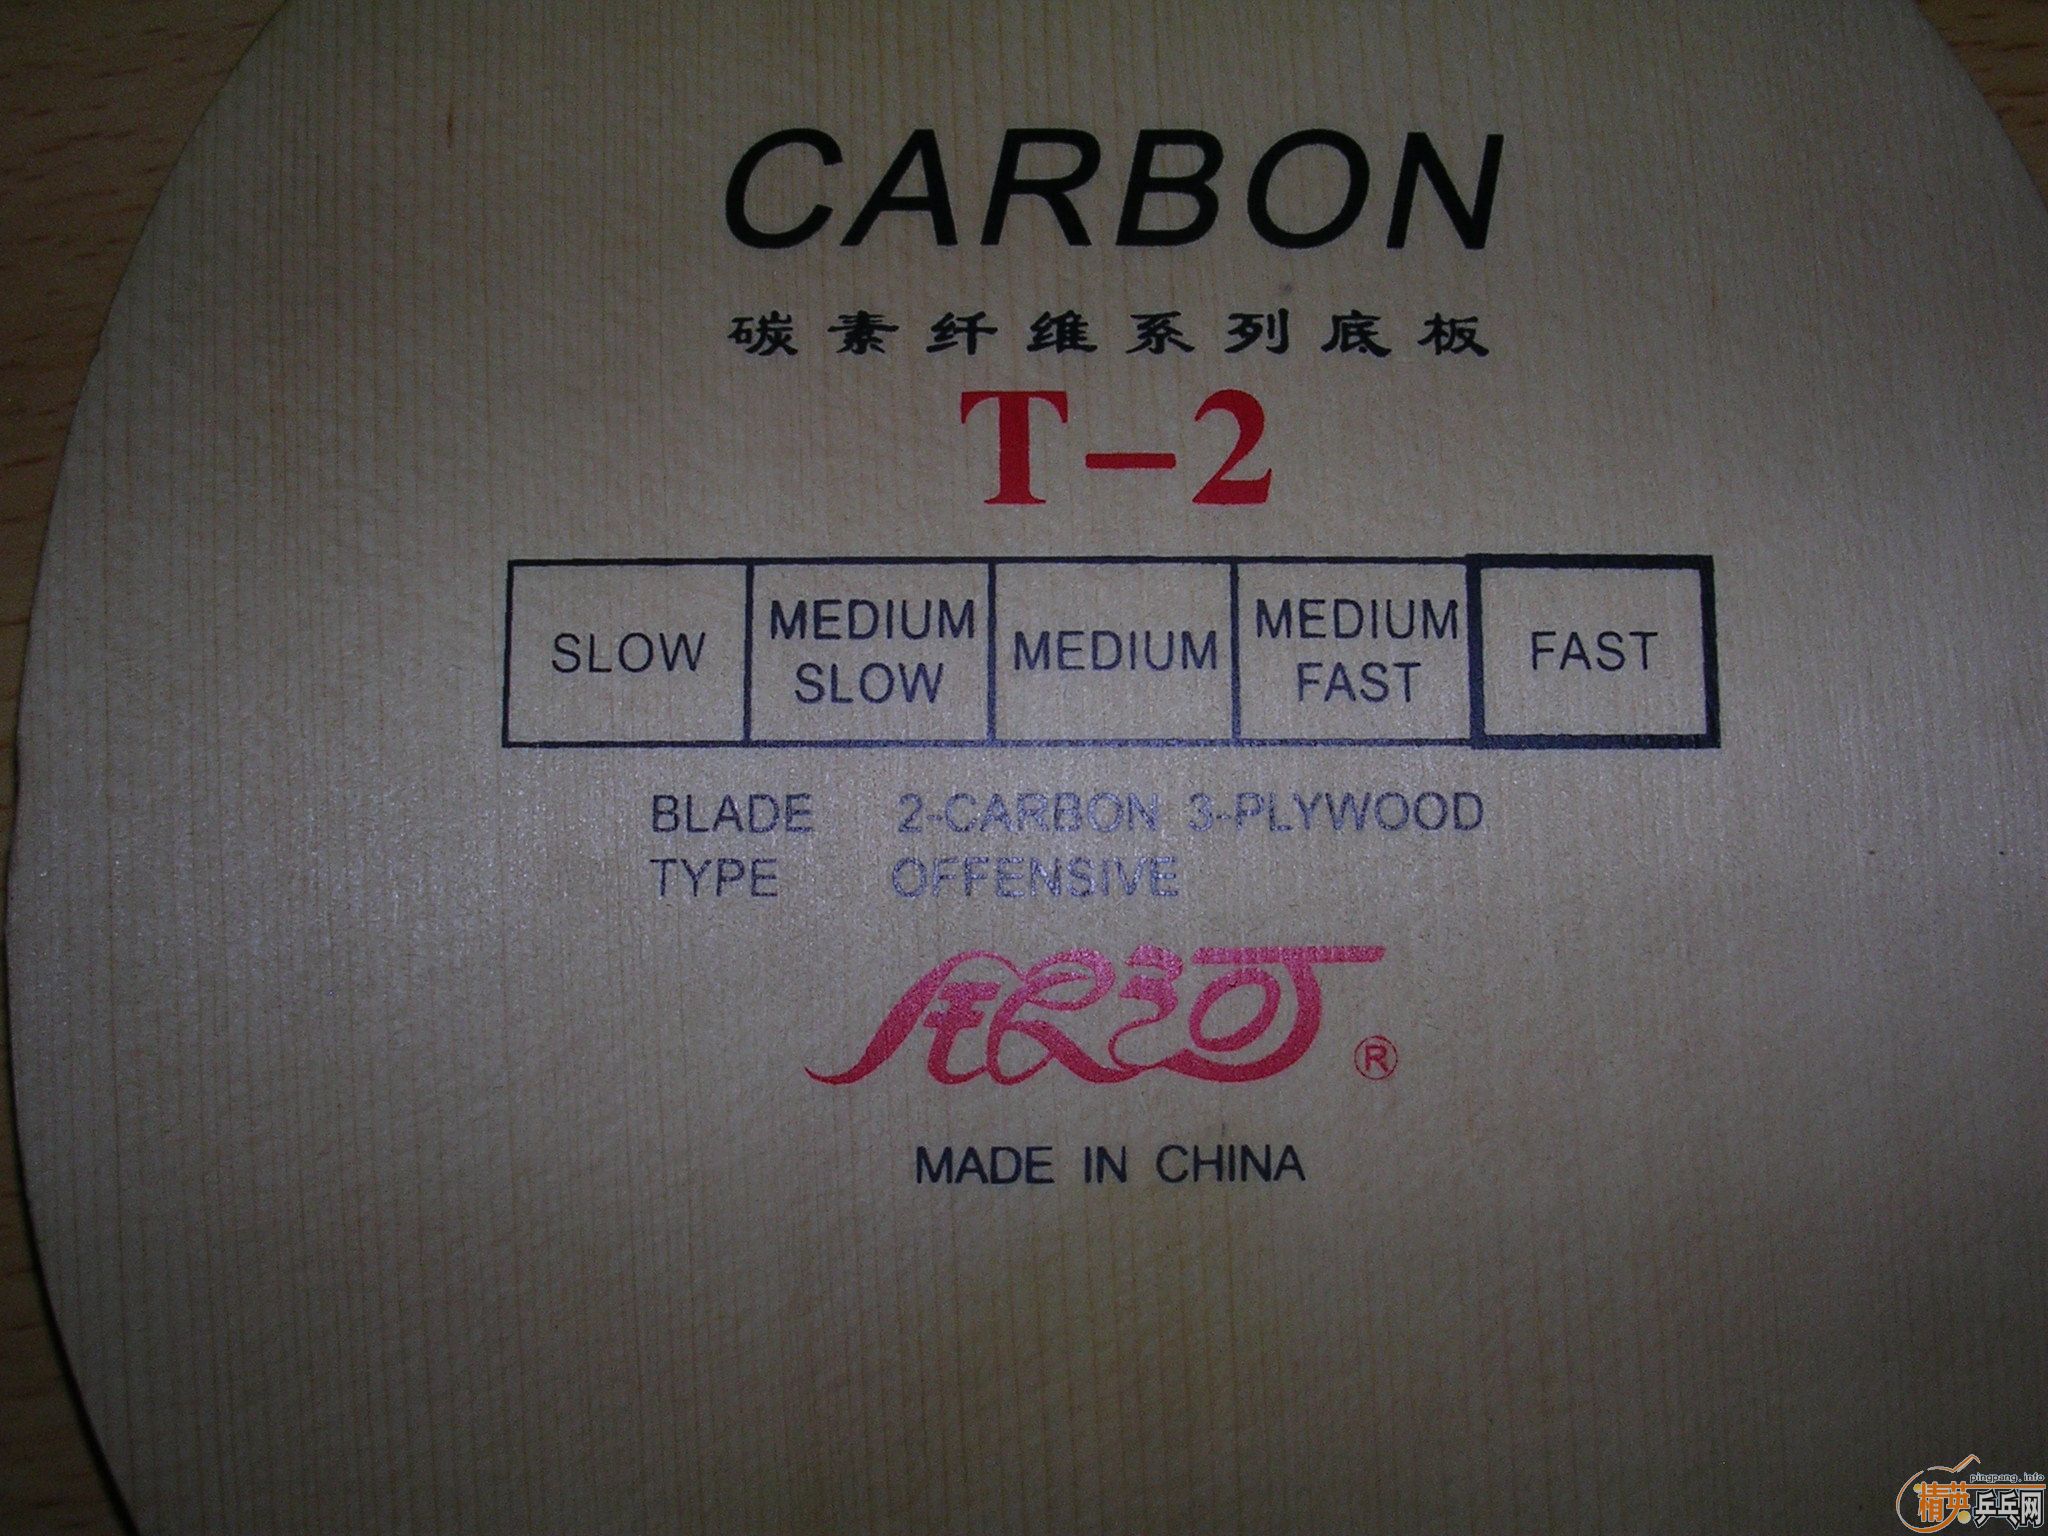 CARBON
碳素纤维系列底板
T-2
SLOW
MEDIUM
SLOW
MEDIUM
MEDIUM
FAST
FAST
BLADE 2-CARBON 3-PLYWOOD
TYPE OFFENSIVE
银河®
MADE IN CHINA
pingpang.info
精英乒乓网